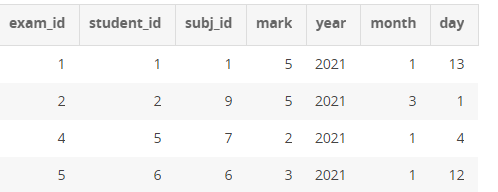 exam_id student_id subj_id mark year month day
1 1 1 5 2021 1 13
2 2 9 5 2021 3 1
4 5 7 2 2021 1 4
5 6 6 3 2021 1 12